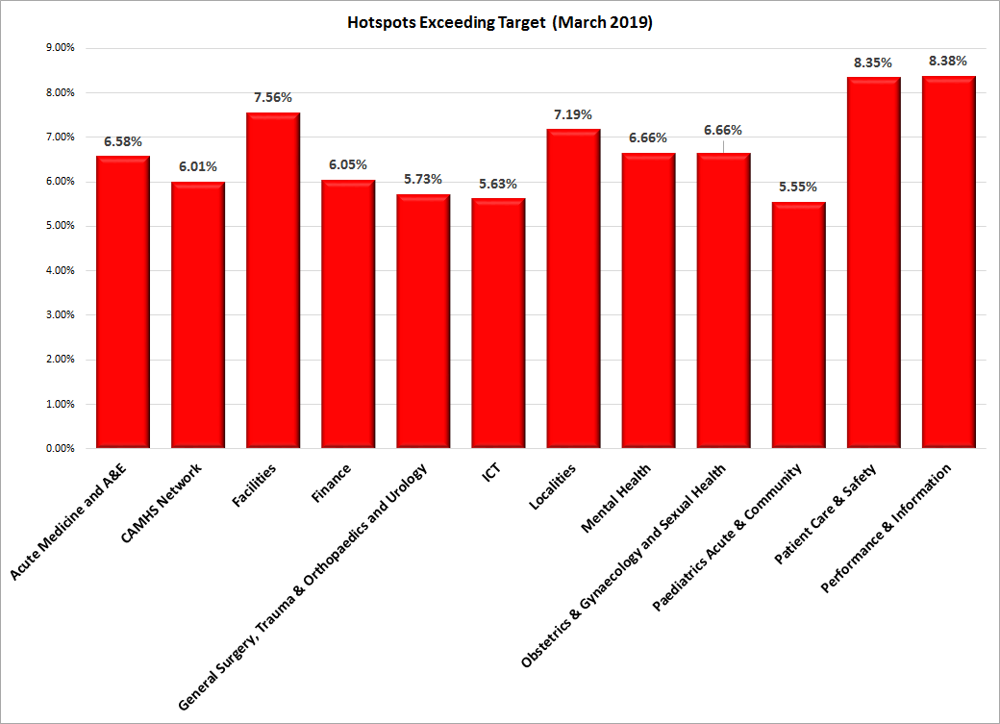 Hotspots Exceeding Target (March 2019)
9.00%
8.00%
7.00%
6.00%
5.00%
4.00%
3.00%
2.00%
1.00%
0.00%
6.58%
6.01%
7.56%
6.05%
5.73%
5.63%
7.19%
6.66%
6.66%
5.55%
8.35%
8.38%
Acute Medicine and A&E
CAMHS Network
Facilities
Finance
General Surgery, Trauma & Orthopaedics and Urology
ICT
Localities
Mental Health
Obstetrics & Gynaecology and Sexual Health
Paediatrics Acute & Community
Patient Care & Safety
Performance & Information